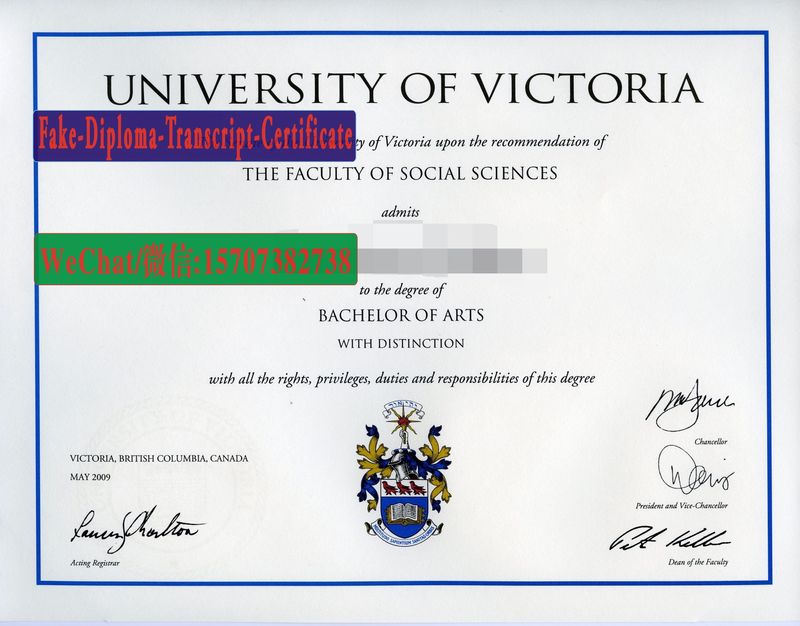 UNIVERSITY OF VICTORIA
Fake-Diploma-Transcript-Certificate
of Victoria upon the recommendation of
THE FACULTY OF SOCIAL SCIENCES
admits
WeChat/微信:15707382738
to the degree of
BACHELOR OF ARTS
WITH DISTINCTION
with all the rights, privileges, duties and responsibilities of this degree
VICTORIA, BRITISH COLUMBIA, CANADA
MAY 2009
Chancellor
President and Vice-Chancellor
Acting Registrar
Dean of the Faculty